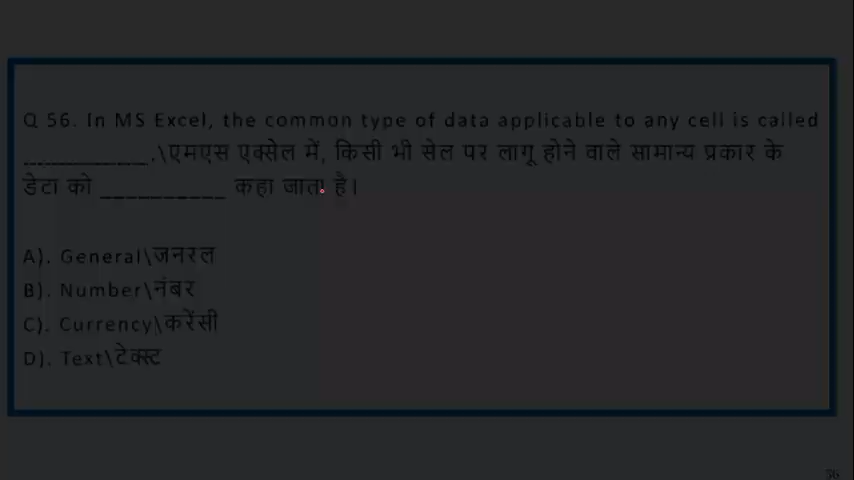 Q 56. In MS Excel, the common type of data applicable to any cell is called
__________.\एमएस एक्सेल में, किसी भी सेल पर लागू होने वाले सामान्य प्रकार के
डेटा को __________ कहा जाता है।
A). General\जनरल
B). Number\नंबर
C). Currency\करेंसी
D). Text\टेक्स्ट
56